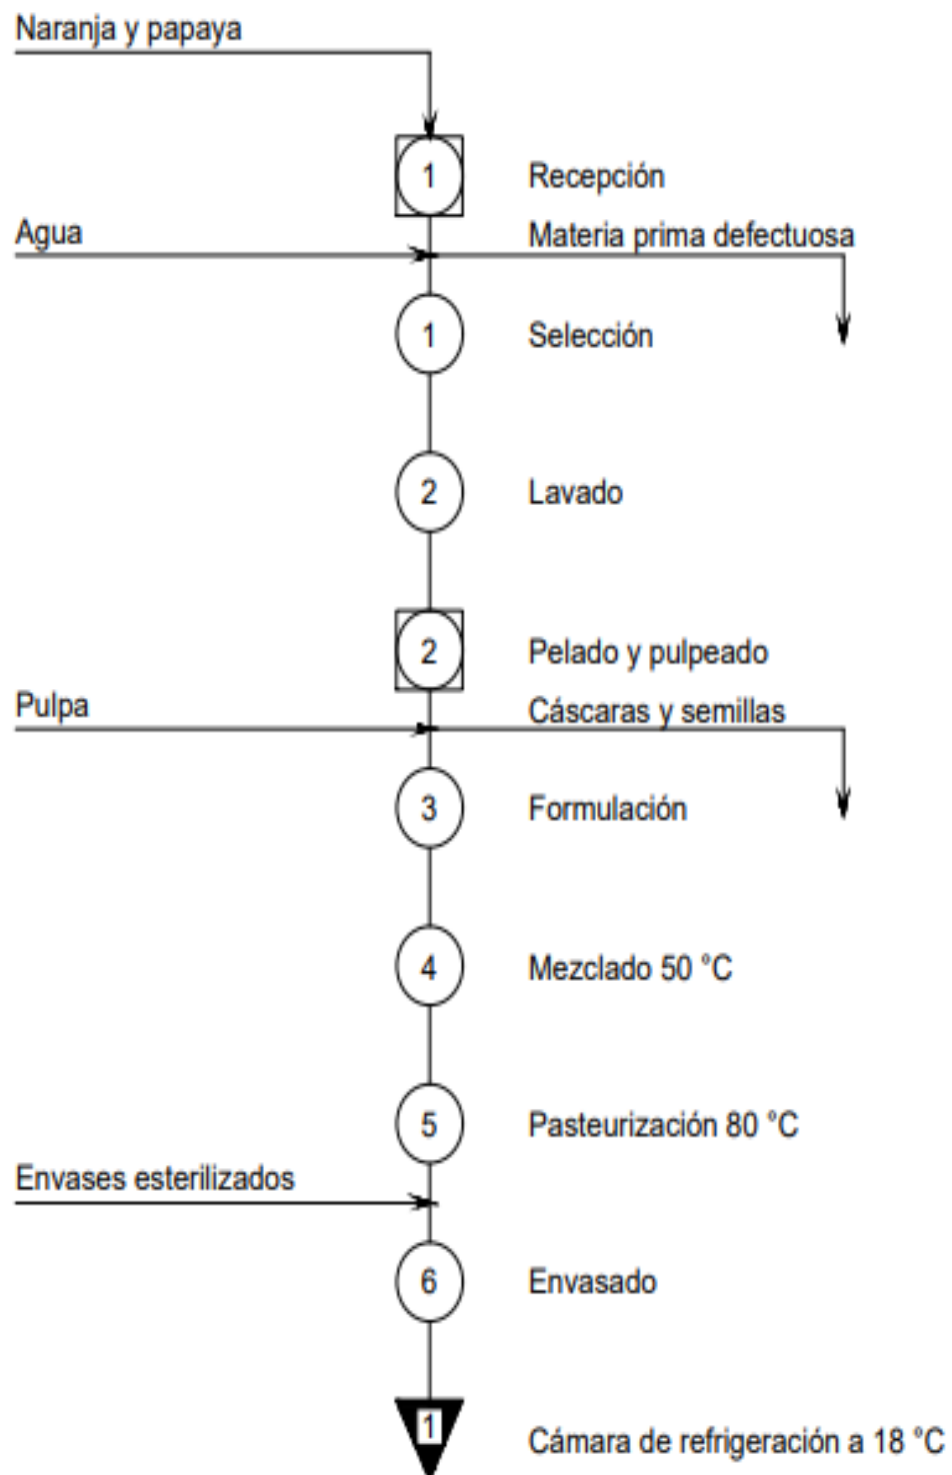 Naranja y papaya
1
Recepción
Agua
Materia prima defectuosa
1
Selección
2
Lavado
2
Pelado y pulpeado
Pulpa
Cáscaras y semillas
3
Formulación
4
Mezclado 50 °C
5
Pasteurización 80 °C
Envases esterilizados
6
Envasado
1
Cámara de refrigeración a 18 °C